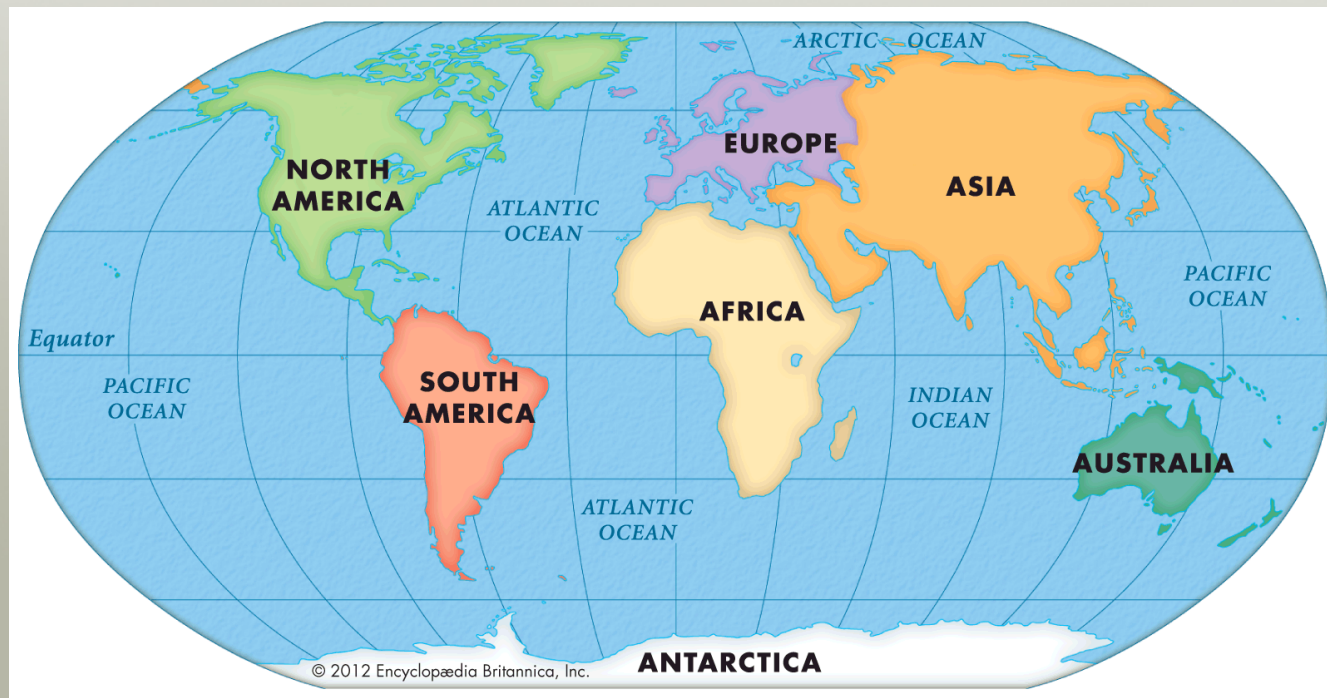 ARCTIC OCEAN
NORTH
AMERICA
EUROPE
ASIA
ATLANTIC
OCEAN
PACIFIC
OCEAN
AFRICA
Equator
PACIFIC
OCEAN
SOUTH
AMERICA
INDIAN
OCEAN
AUSTRALIA
ATLANTIC
OCEAN
ANTARCTICA
© 2012 Encyclopædia Britannica, Inc.